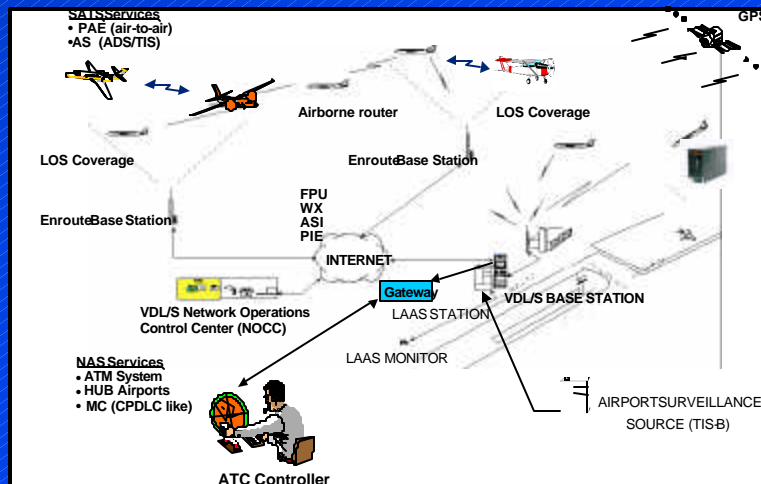 SATS Services
• PAE (air-to-air)
•AS (ADS/TIS)
GPS
Airborne router
LOS Coverage
LOS Coverage
Enroute Base Station
Enroute Base Station
FPU
WX
ASI
PIE
INTERNET
Gateway
VDL/S BASE STATION
LAAS STATION
VDL/S Network Operations
Control Center (NOCC)
LAAS MONITOR
NAS Services
• ATM System
• HUB Airports
• MC (CPDLC like)
AIRPORT SURVEILLANCE
SOURCE (TIS-B)
ATC Controller